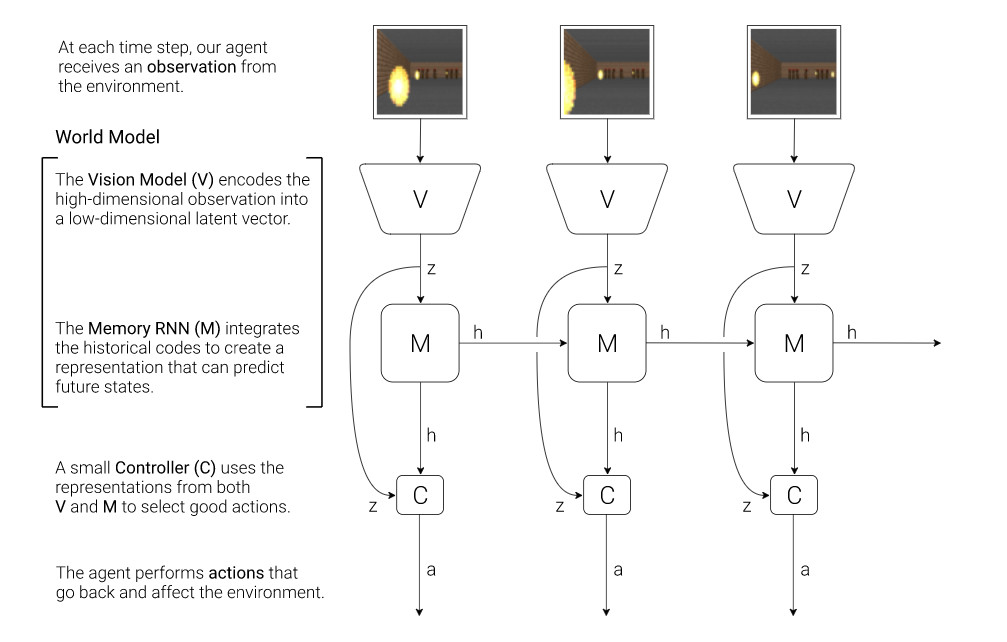 At each time step, our agent
receives an observation from
the environment.
World Model
The Vision Model (V) encodes the
high-dimensional observation into
a low-dimensional latent vector.
The Memory RNN (M) integrates
the historical codes to create a
representation that can predict
future states.
A small Controller (C) uses the
representations from both
V and M to select good actions.
The agent performs actions that
go back and affect the environment.
V
V
V
z
z
z
M
h
M
h
M
h
h
h
h
z
C
z
C
z
C
a
a
a